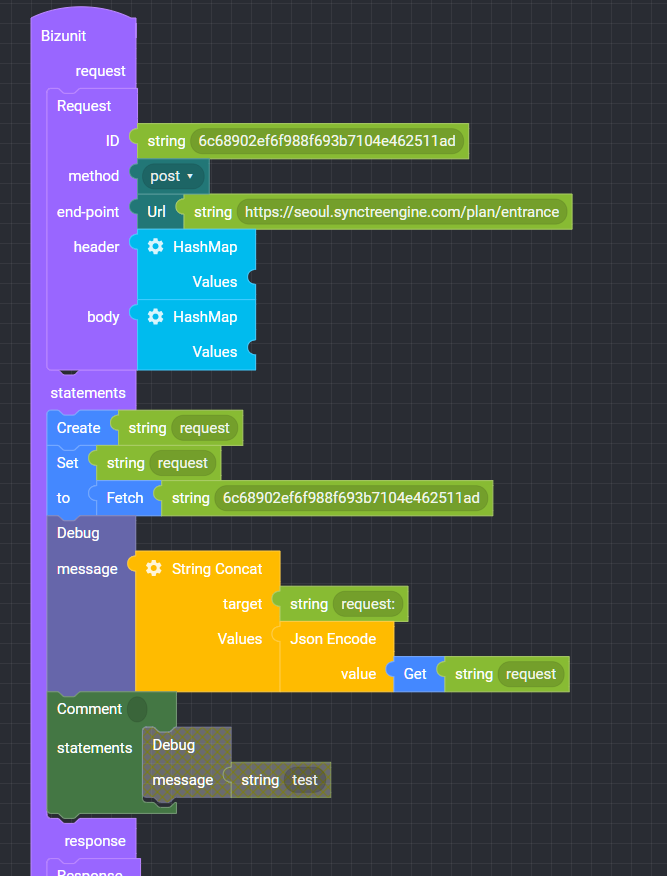 Bizunit
request
Request
ID string 6c68902ef6f988f693b7104e462511ad
method post
end-point Url string https://seoul.synctreengine.com/plan/entrance
header HashMap
Values
body HashMap
Values
statements
Create string request
Set string request
to Fetch string 6c68902ef6f988f693b7104e462511ad
Debug
message String Concat
target string request:
Values Json Encode
value Get string request
Comment
statements Debug
message string test
response
Response